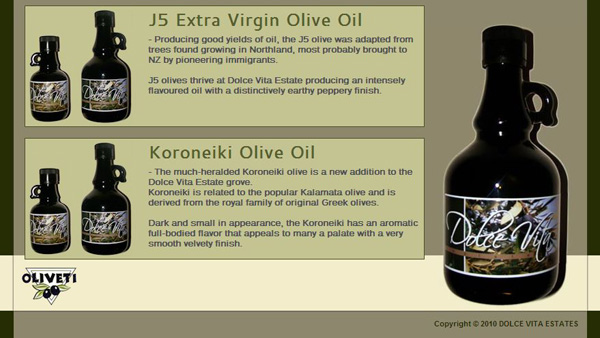 J5 Extra Virgin Olive Oil
- Producing good yields of oil, the J5 olive was adapted from
trees found growing in Northland, most probably brought to
NZ by pioneering immigrants.
J5 olives thrive at Dolce Vita Estate producing an intensely
flavoured oil with a distinctively earthy peppery finish.
Dolce Vita
Dolce Vita
Koroneiki Olive Oil
- The much-heralded Koroneiki olive is a new addition to the
Dolce Vita Estate grove.
Koroneiki is related to the popular Kalamata olive and is
derived from the royal family of original Greek olives.
Dark and small in appearance, the Koroneiki has an aromatic
full-bodied flavor that appeals to many a palate with a very
smooth velvety finish.
Dolce Vita
Dolce Vita
Dolce Vita
OLIVETI
Copyright © 2010 DOLCE VITA ESTATES